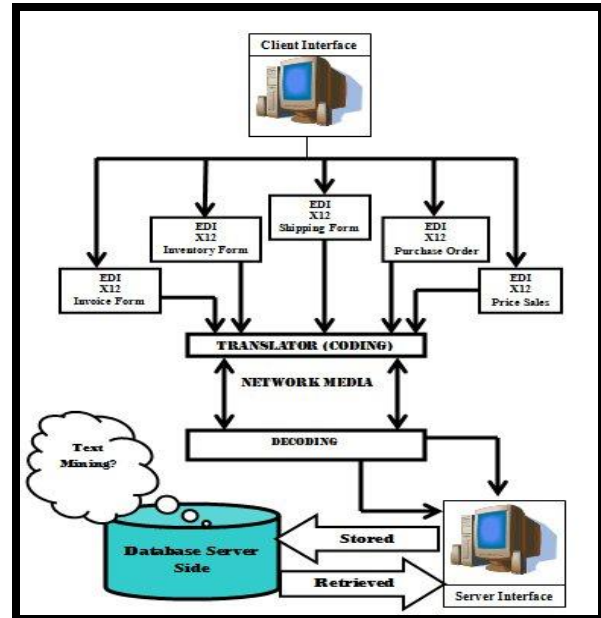 Client Interface
EDI
X12
Shipping Form
EDI
X12
Inventory Form
EDI
X12
Purchase Order
EDI
X12
Invoice Form
EDI
X12
Price Sales
TRANSLATOR (CODING)
NETWORK MEDIA
DECODING
Text
Mining?
Database Server
Side
Stored
Retrieved
Server Interface